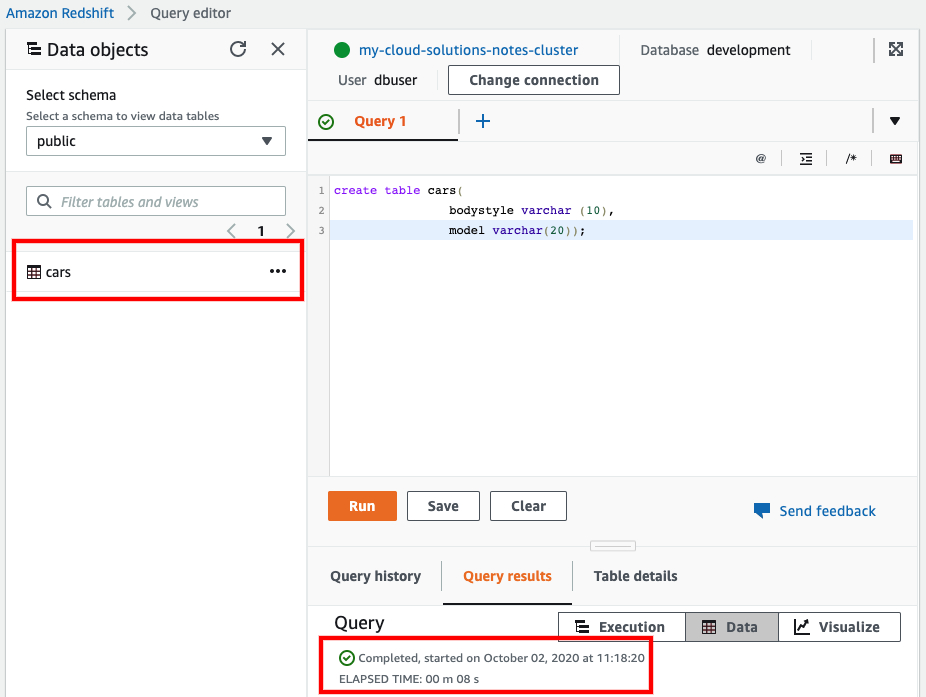 Amazon Redshift > Query editor
Data objects
Select schema
Select a schema to view data tables
public
Filter tables and views
< 1 >
cars •••
my-cloud-solutions-notes-cluster
Database development
User dbuser
Change connection
Query 1 +
@ /*
1 create table cars(
2 bodystyle varchar (10),
3 model varchar(20));
Run Save Clear
Send feedback
Query history Query results Table details
Query
Execution Data Visualize
Completed, started on October 02, 2020 at 11:18:20
ELAPSED TIME: 00 m 08 s